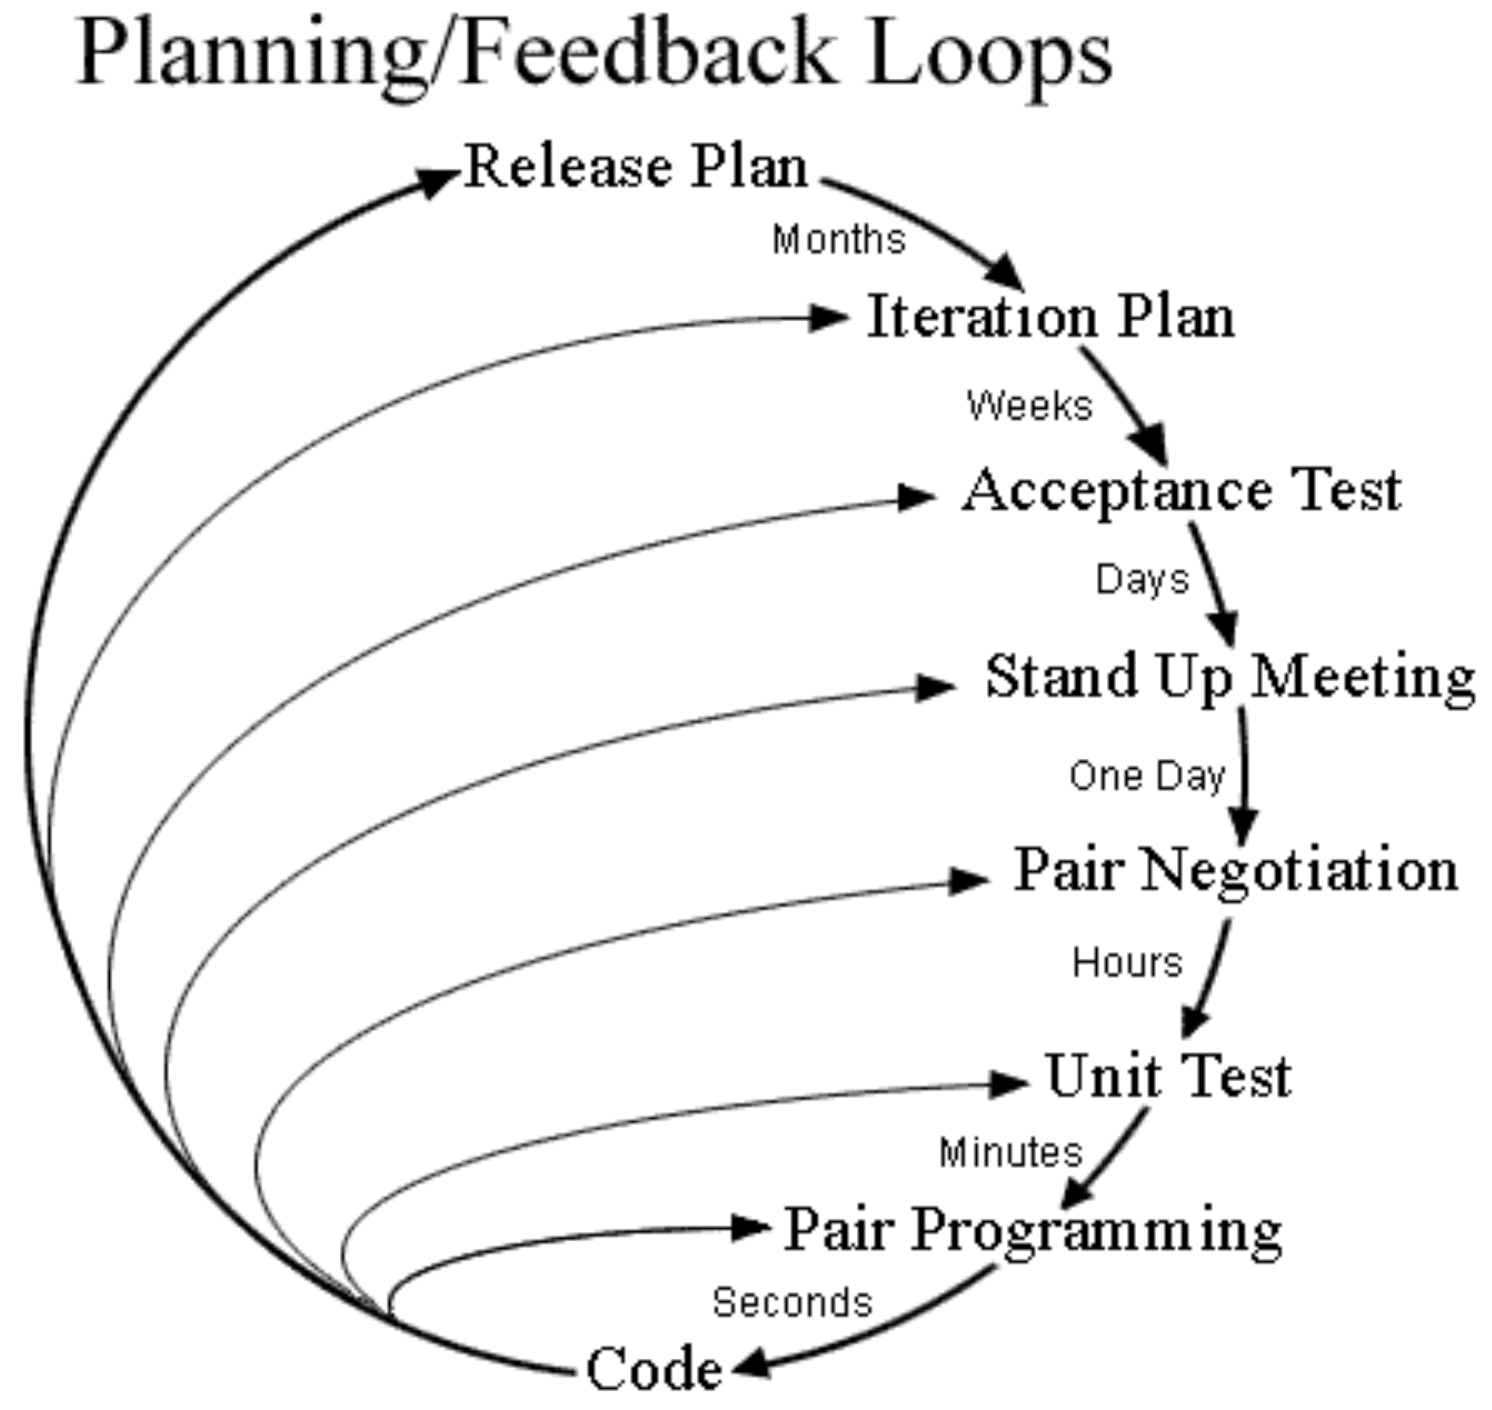 Planning/Feedback Loops
Release Plan
Months
Iteration Plan
Weeks
Acceptance Test
Days
Stand Up Meeting
One Day
Pair Negotiation
Hours
Unit Test
Minutes
Pair Programming
Seconds
Code